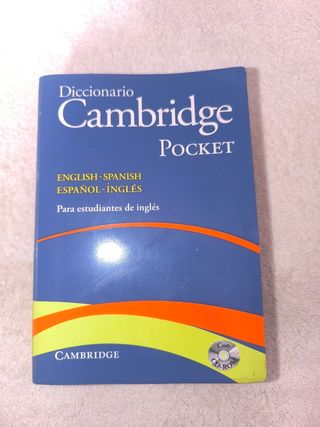 Diccionario
Cambridge
POCKET
ENGLISH-SPANISH
ESPAÑOL-INGLÉS
Para estudiantes de inglés
CAMBRIDGE
Con
CD-ROM